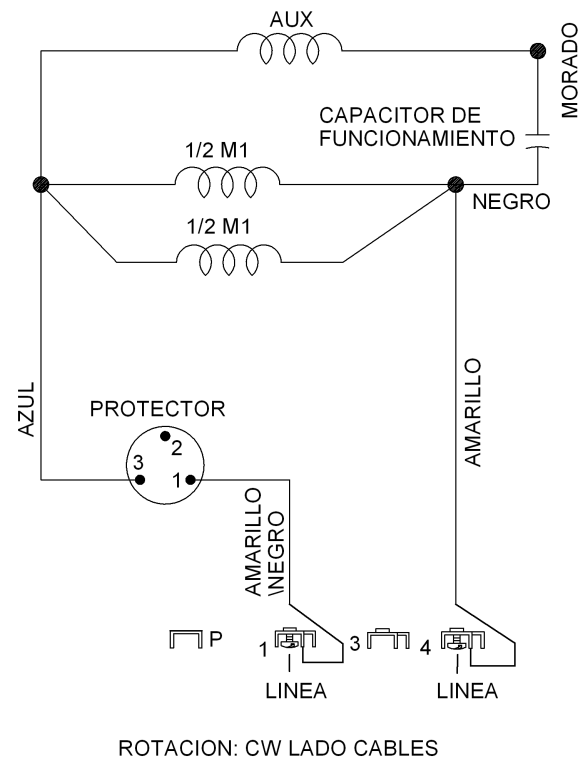 AUX
MORADO
CAPACITOR DE
FUNCIONAMIENTO
1/2 M1
NEGRO
1/2 M1
AZUL
AMARILLO
PROTECTOR
2
3
1
AMARILLO
\NEGRO
P
1
3
4
LINEA
LINEA
ROTACION: CW LADO CABLES